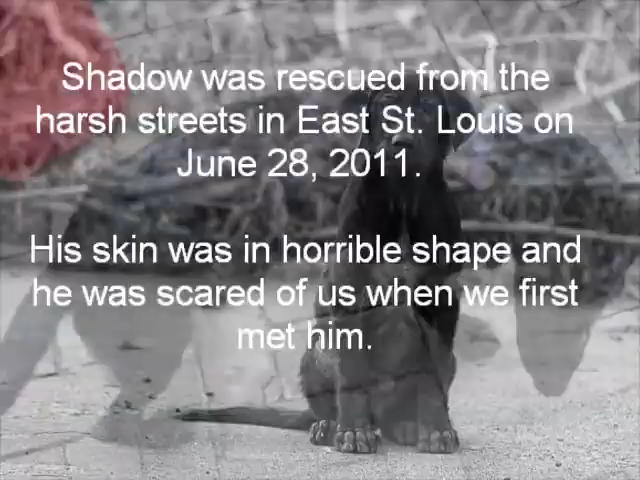 Shadow was rescued from the
harsh streets in East St. Louis on
June 28, 2011.
His skin was in horrible shape and
he was scared of us when we first
met him.